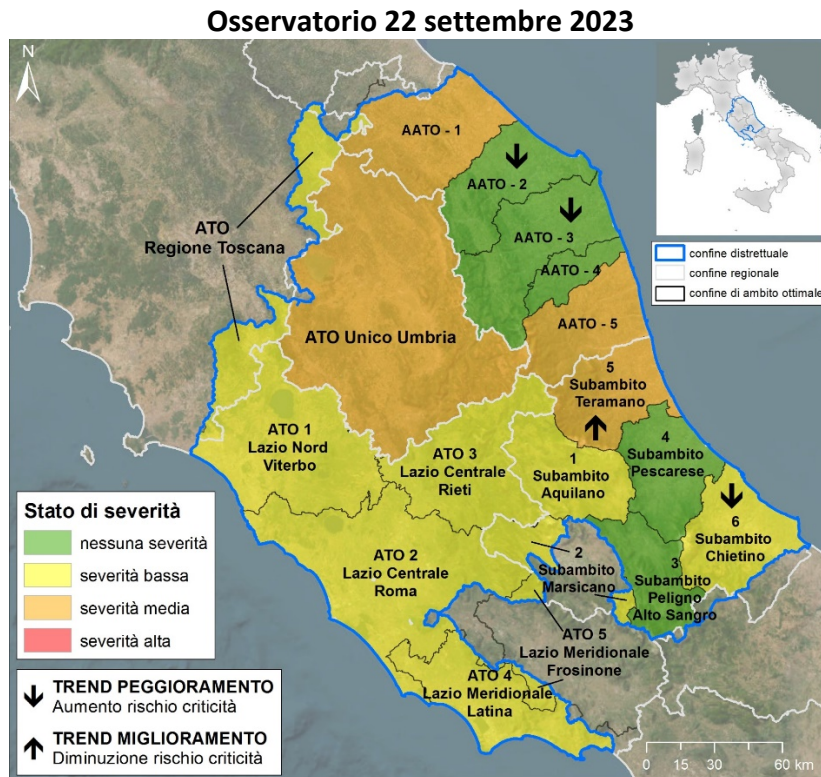 Osservatorio 22 settembre 2023
N
AATO - 1
AATO - 2
AATO - 3
AATO - 4
AATO - 5
ATO
Regione Toscana
ATO Unico Umbria
5
Subambito
Teramano
4
Subambito
Pescarese
ATO 1
Lazio Nord
Viterbo
ATO 3
Lazio Centrale
Rieti
1
Subambito
Aquilano
6
Subambito
Chietino
ATO 2
Lazio Centrale
Roma
2
Subambito
Marsicano
3
Subambito
Peligno
Alto Sangro
ATO 5
Lazio Meridionale
Frosinone
ATO 4
Lazio Meridionale
Latina
confine distrettuale
confine regionale
confine di ambito ottimale
Stato di severità
nessuna severità
severità bassa
severità media
severità alta
TREND PEGGIORAMENTO
Aumento rischio criticità
TREND MIGLIORAMENTO
Diminuzione rischio criticità
0 15 30 60 km